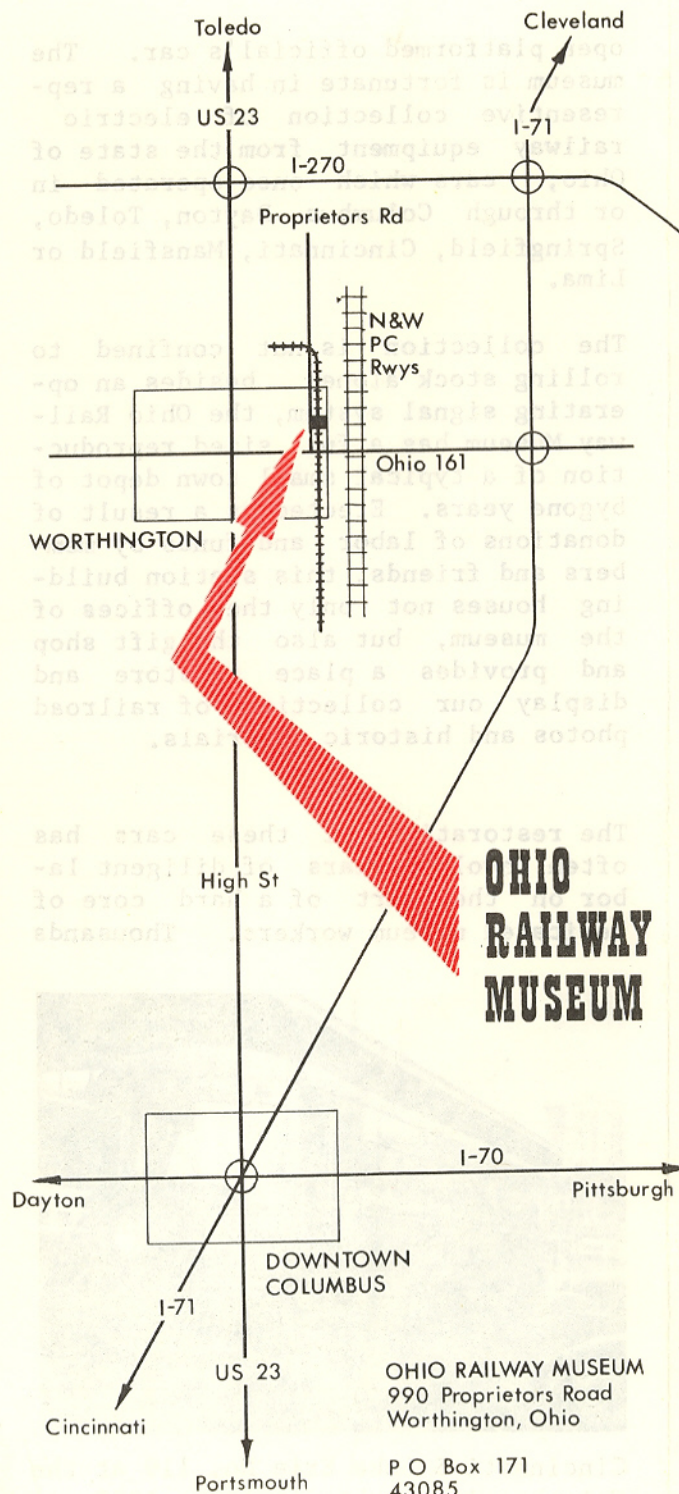 Toledo
Cleveland
US 23
I-71
I-270
Proprietors Rd
N&W
PC
Rwys
Ohio 161
WORTHINGTON
High St
OHIO
RAILWAY
MUSEUM
I-70
Dayton
Pittsburgh
DOWNTOWN
COLUMBUS
I-71
US 23
Cincinnati
Portsmouth
OHIO RAILWAY MUSEUM
990 Proprietors Road
Worthington, Ohio
P O Box 171
43085